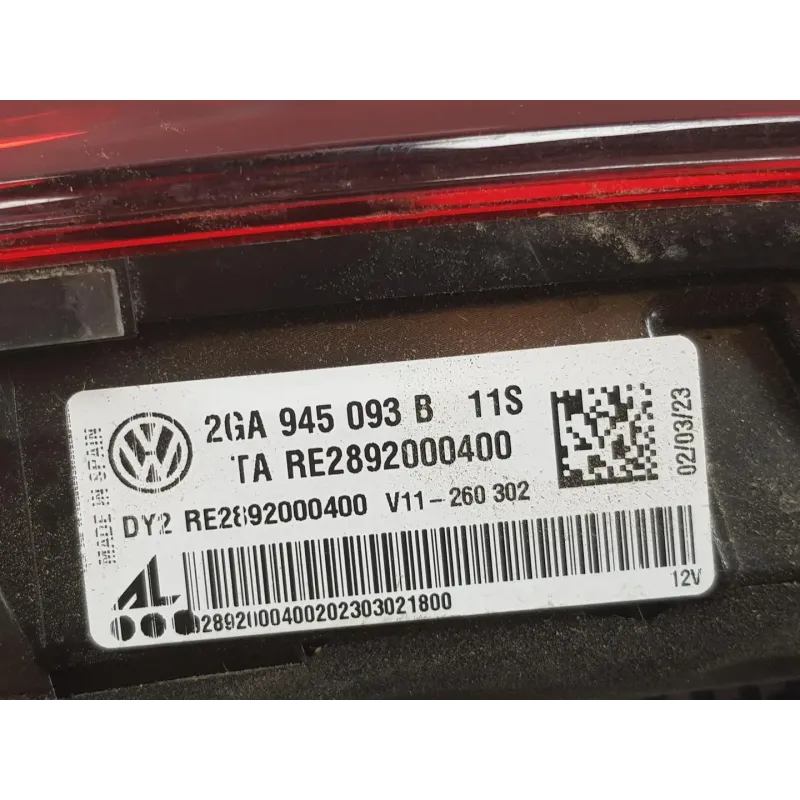 2GA 945 093 B 11S
TA RE2892000400
DY2 RE2892000400 V11-260 302
MADE IN SPAIN
02/03/23
12V
AL
2892000400202303021800